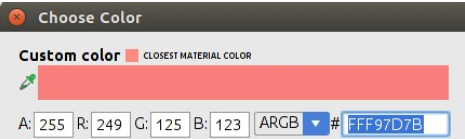 Choose Color
Custom color CLOSEST MATERIAL COLOR
A: 255 R: 249 G: 125 B: 123 ARGB # FFF97D7B